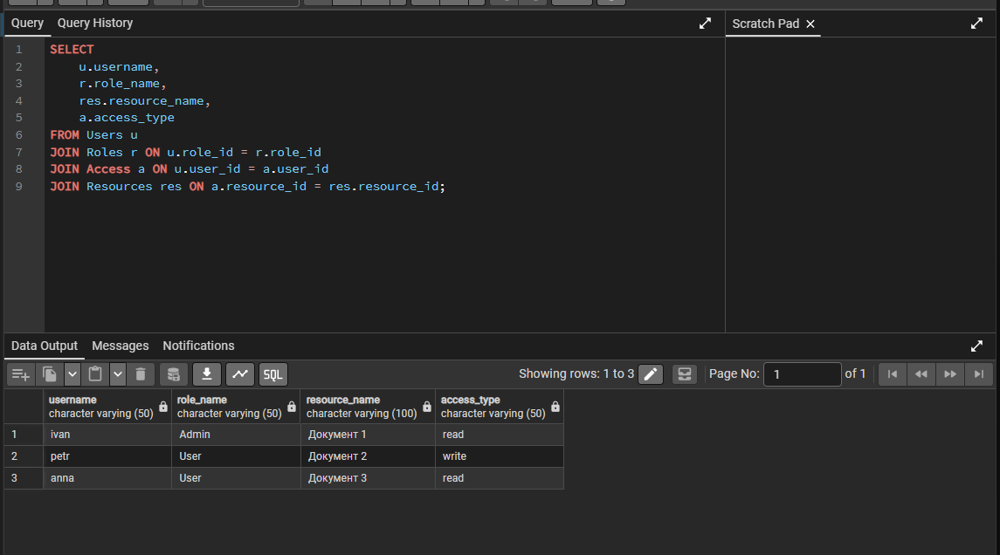 Query Query History
Scratch Pad
1 SELECT
2 u.username,
3 r.role_name,
4 res.resource_name,
5 a.access_type
6 FROM Users u
7 JOIN Roles r ON u.role_id = r.role_id
8 JOIN Access a ON u.user_id = a.user_id
9 JOIN Resources res ON a.resource_id = res.resource_id;
Data Output Messages Notifications
SQL Showing rows: 1 to 3 Page No: 1 of 1
username role_name resource_name access_type
character varying (50) character varying (50) character varying (100) character varying (50)
1 ivan Admin Документ 1 read
2 petr User Документ 2 write
3 anna User Документ 3 read